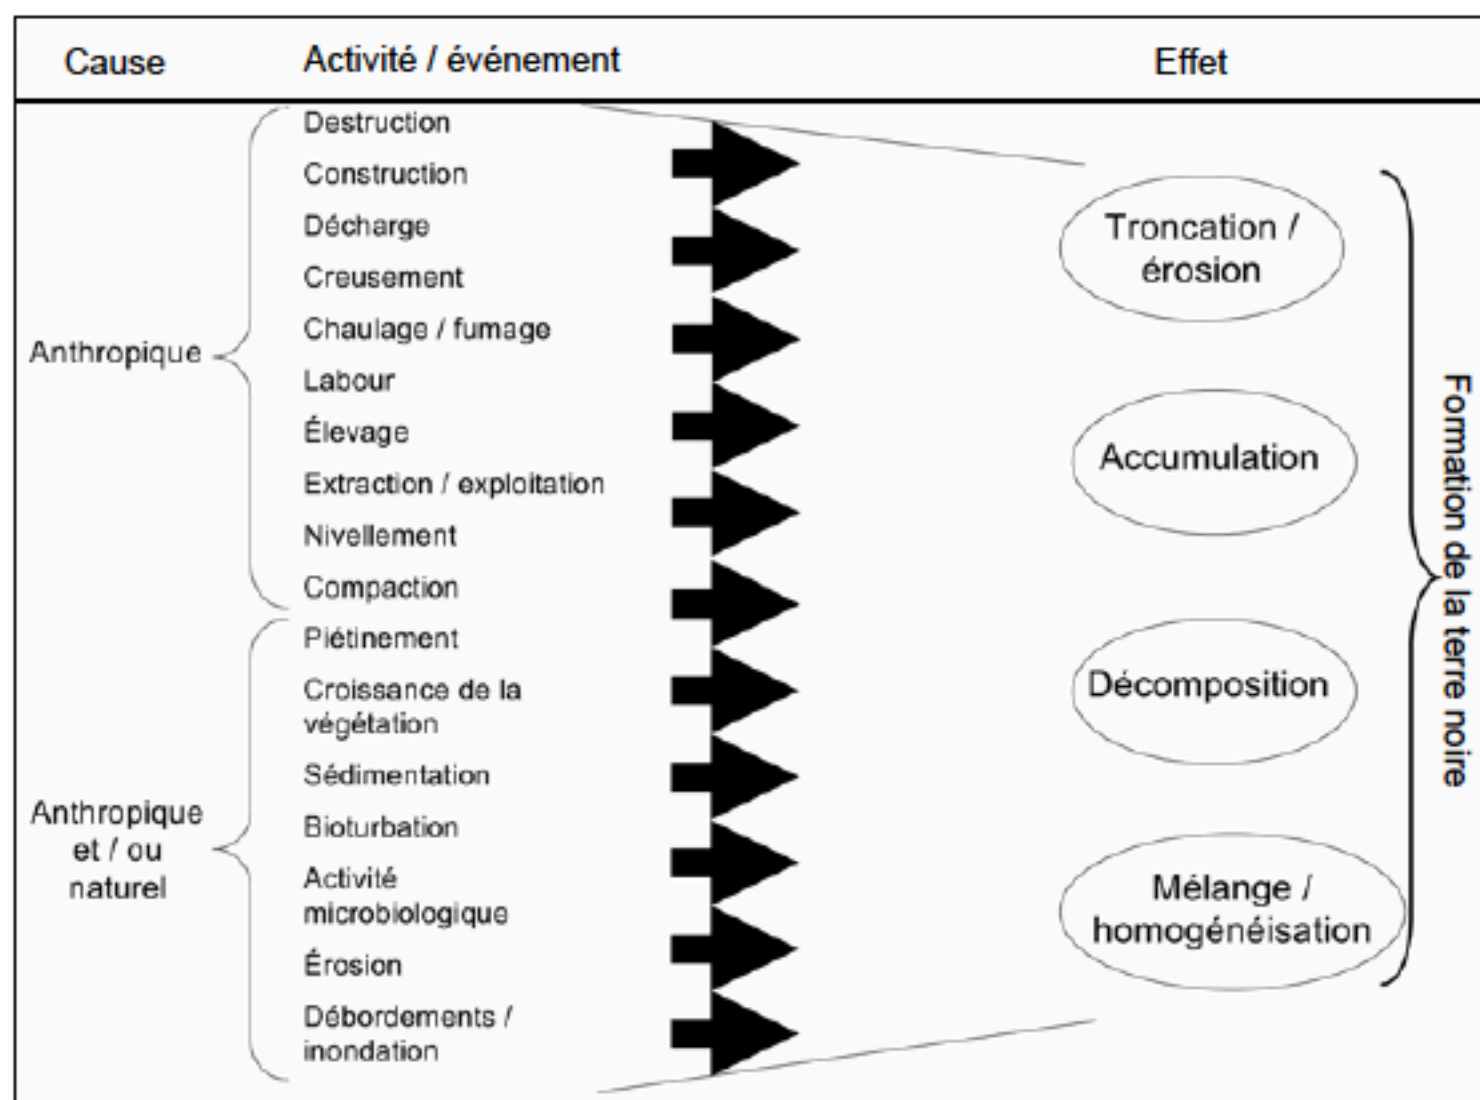 Cause
Activité / événement
Effet
Anthropique
Destruction
Construction
Décharge
Creusement
Chaulage / fumage
Labour
Élevage
Extraction / exploitation
Nivellement
Compaction
Anthropique
et / ou
naturel
Piétinement
Croissance de la
végétation
Sédimentation
Bioturbation
Activité
microbiologique
Érosion
Débordements /
inondation
Troncation /
érosion
Accumulation
Décomposition
Mélange /
homogénéisation
Formation de la terre noire